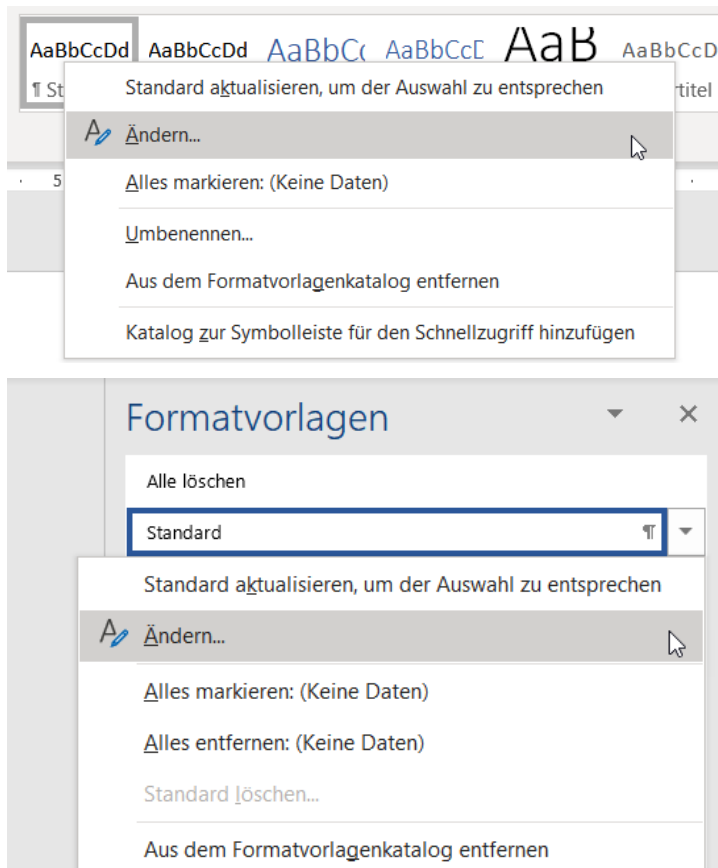 AaBbCcDd AaBbCcDd AaBbC( AaBbCcE AaB AaBbCcD
¶ St rtitel
Standard aktualisieren, um der Auswahl zu entsprechen
Ändern...
5
Alles markieren: (Keine Daten)
Umbenennen...
Aus dem Formatvorlagenkatalog entfernen
Katalog zur Symbolleiste für den Schnellzugriff hinzufügen
Formatvorlagen
Alle löschen
Standard ¶
Standard aktualisieren, um der Auswahl zu entsprechen
Ändern...
Alles markieren: (Keine Daten)
Alles entfernen: (Keine Daten)
Standard löschen...
Aus dem Formatvorlagenkatalog entfernen